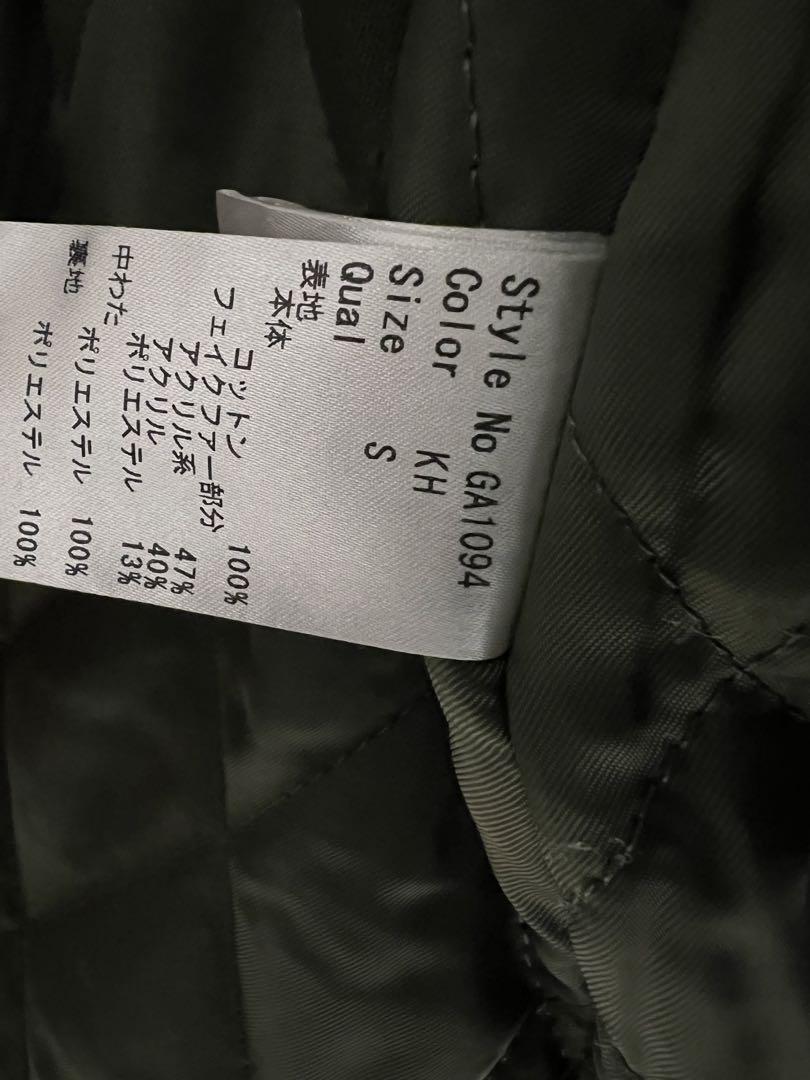 Style No GA1094
Color KH
Size S
Qual
表地
本体
コットン 100%
フェイクファー部分
アクリル系 47%
アクリル 40%
ポリエステル 13%
中わた
ポリエステル 100%
裏地
ポリエステル 100%